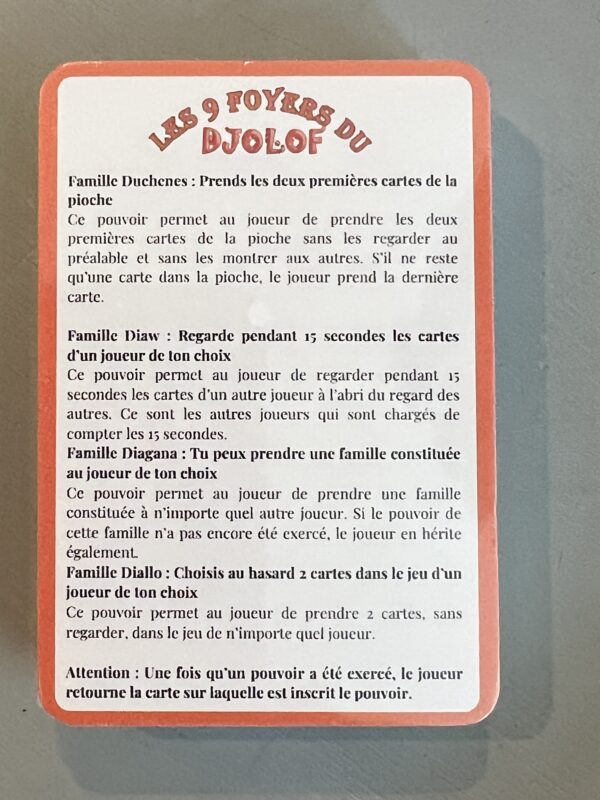 LES 9 FOYERS DU
DJOLOF
Famille Duchenes : Prends les deux premières cartes de la
pioche
Ce pouvoir permet au joueur de prendre les deux
premières cartes de la pioche sans les regarder au
préalable et sans les montrer aux autres. S'il ne reste
qu'une carte dans la pioche, le joueur prend la dernière
carte.
Famille Diaw : Regarde pendant 15 secondes les cartes
d'un joueur de ton choix
Ce pouvoir permet au joueur de regarder pendant 15
secondes les cartes d'un autre joueur à l'abri du regard des
autres. Ce sont les autres joueurs qui sont chargés de
compter les 15 secondes.
Famille Diagana : Tu peux prendre une famille constituée
au joueur de ton choix
Ce pouvoir permet au joueur de prendre une famille
constituée à n'importe quel autre joueur. Si le pouvoir de
cette famille n'a pas encore été exercé, le joueur en hérite
également.
Famille Diallo : Choisis au hasard 2 cartes dans le jeu d'un
joueur de ton choix
Ce pouvoir permet au joueur de prendre 2 cartes, sans
regarder, dans le jeu de n'importe quel joueur.
Attention : Une fois qu'un pouvoir a été exercé, le joueur
retourne la carte sur laquelle est inscrit le pouvoir.